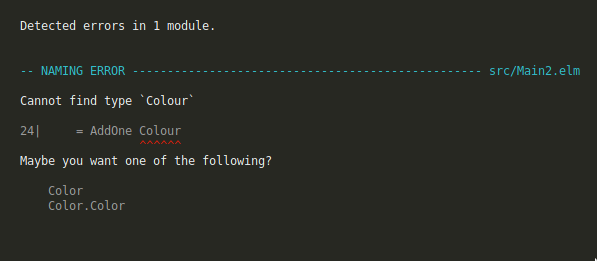 Detected errors in 1 module.
-- NAMING ERROR -------------------------------------------------- src/Main2.elm
Cannot find type `Colour`
24|     = AddOne Colour
^^^^^^
Maybe you want one of the following?
Color
Color.Color